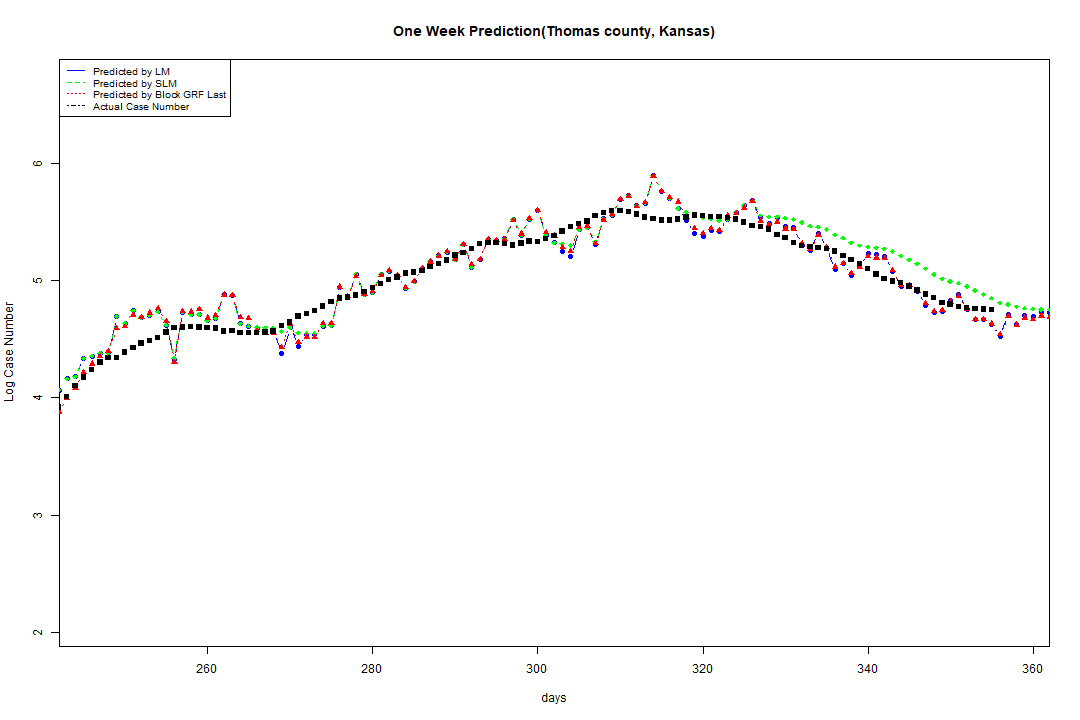 One Week Prediction(Thomas county, Kansas)
Predicted by LM
Predicted by SLM
Predicted by Block GRF Last
Actual Case Number
6
5
4
3
2
Log Case Number
260 280 300 320 340 360
days